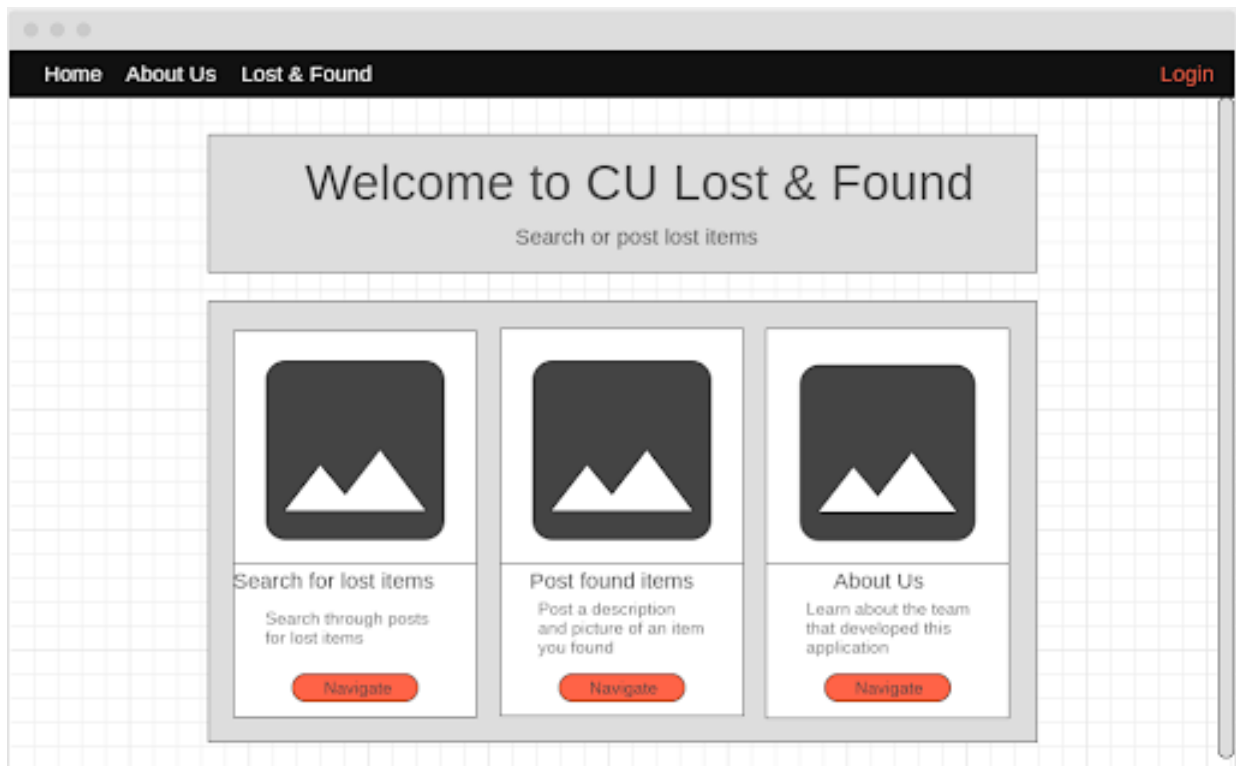 Home About Us Lost & Found Login
Welcome to CU Lost & Found
Search or post lost items
Search for lost items
Search through posts
for lost items
Navigate
Post found items
Post a description
and picture of an item
you found
Navigate
About Us
Learn about the team
that developed this
application
Navigate